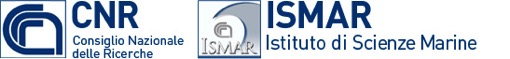 CNR
Consiglio Nazionale
delle Ricerche
ISMAR
ISMAR
Istituto di Scienze Marine